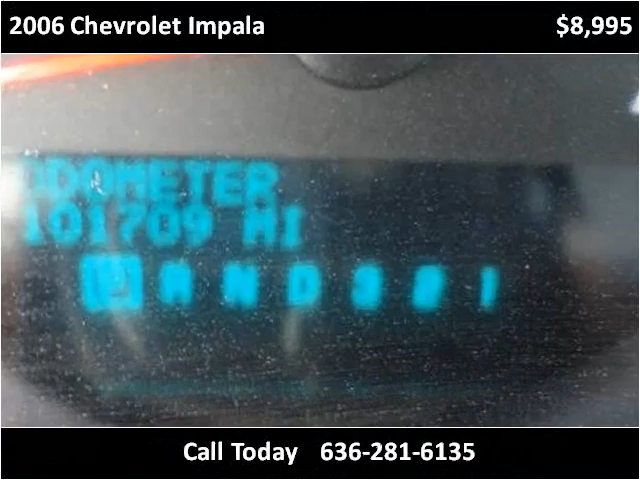 2006 Chevrolet Impala $8,995
ODOMETER
101709 MI
P R N D 3 2 1
Call Today 636-281-6135